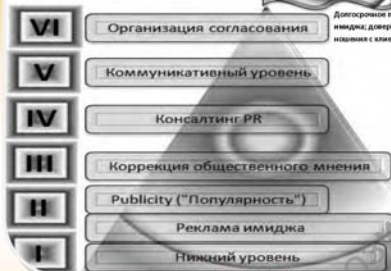 Долгосрочное
имиджа; довер
ношения с клие
VI
Организация согласования
V
Коммуникативный уровень
IV
Консалтинг PR
III
Коррекция общественного мнения
II
Publicity ("Популярность")
Реклама имиджа
I
Нижний уровень